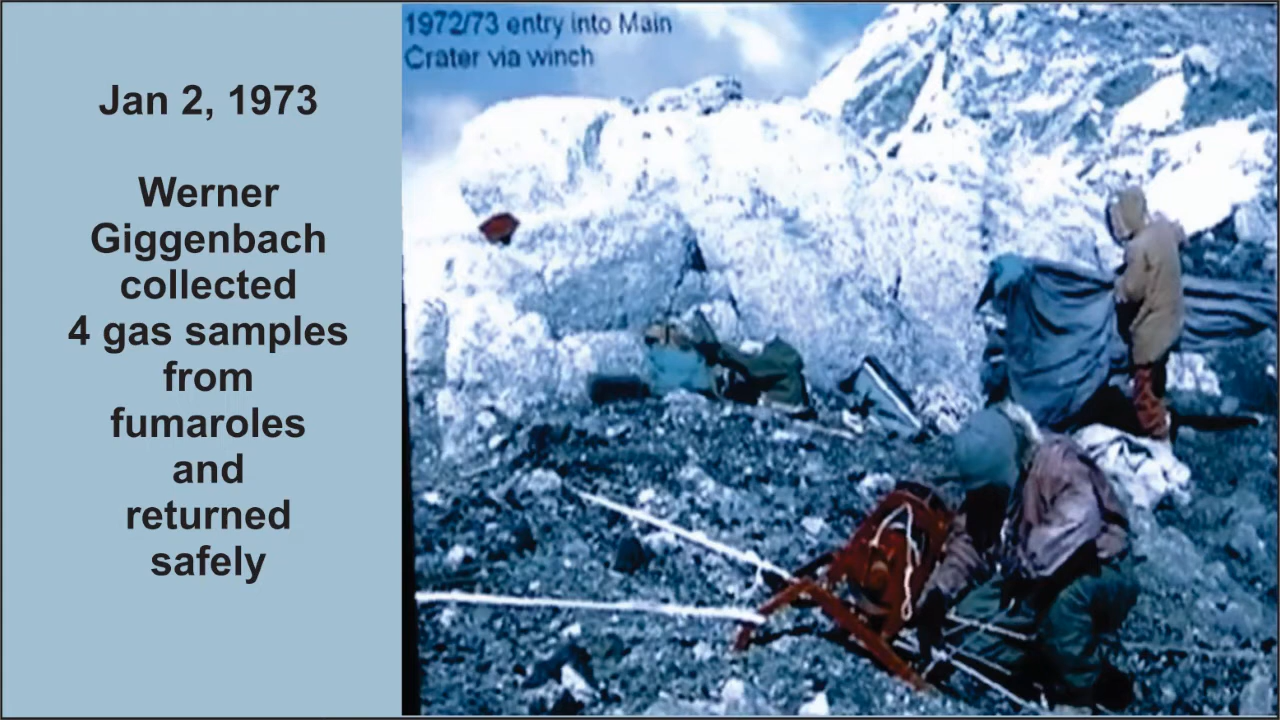 Jan 2, 1973
Werner
Giggenbach
collected
4 gas samples
from
fumaroles
and
returned
safely
1972/73 entry into Main
Crater via winch